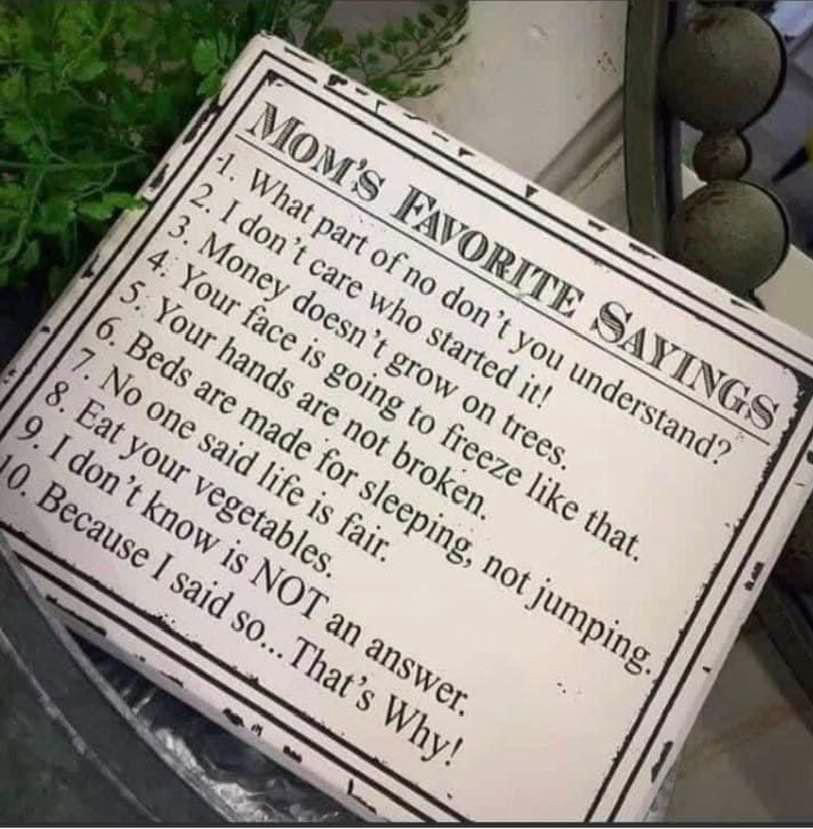 MOM'S FAVORITE SAYINGS
1. What part of no don't you understand?
2. I don't care who started it!
3. Money doesn't grow on trees.
4. Your face is going to freeze like that.
5. Your hands are not broken.
6. Beds are made for sleeping, not jumping.
7. No one said life is fair.
8. Eat your vegetables.
9. I don't know is NOT an answer.
10. Because I said so... That's Why!